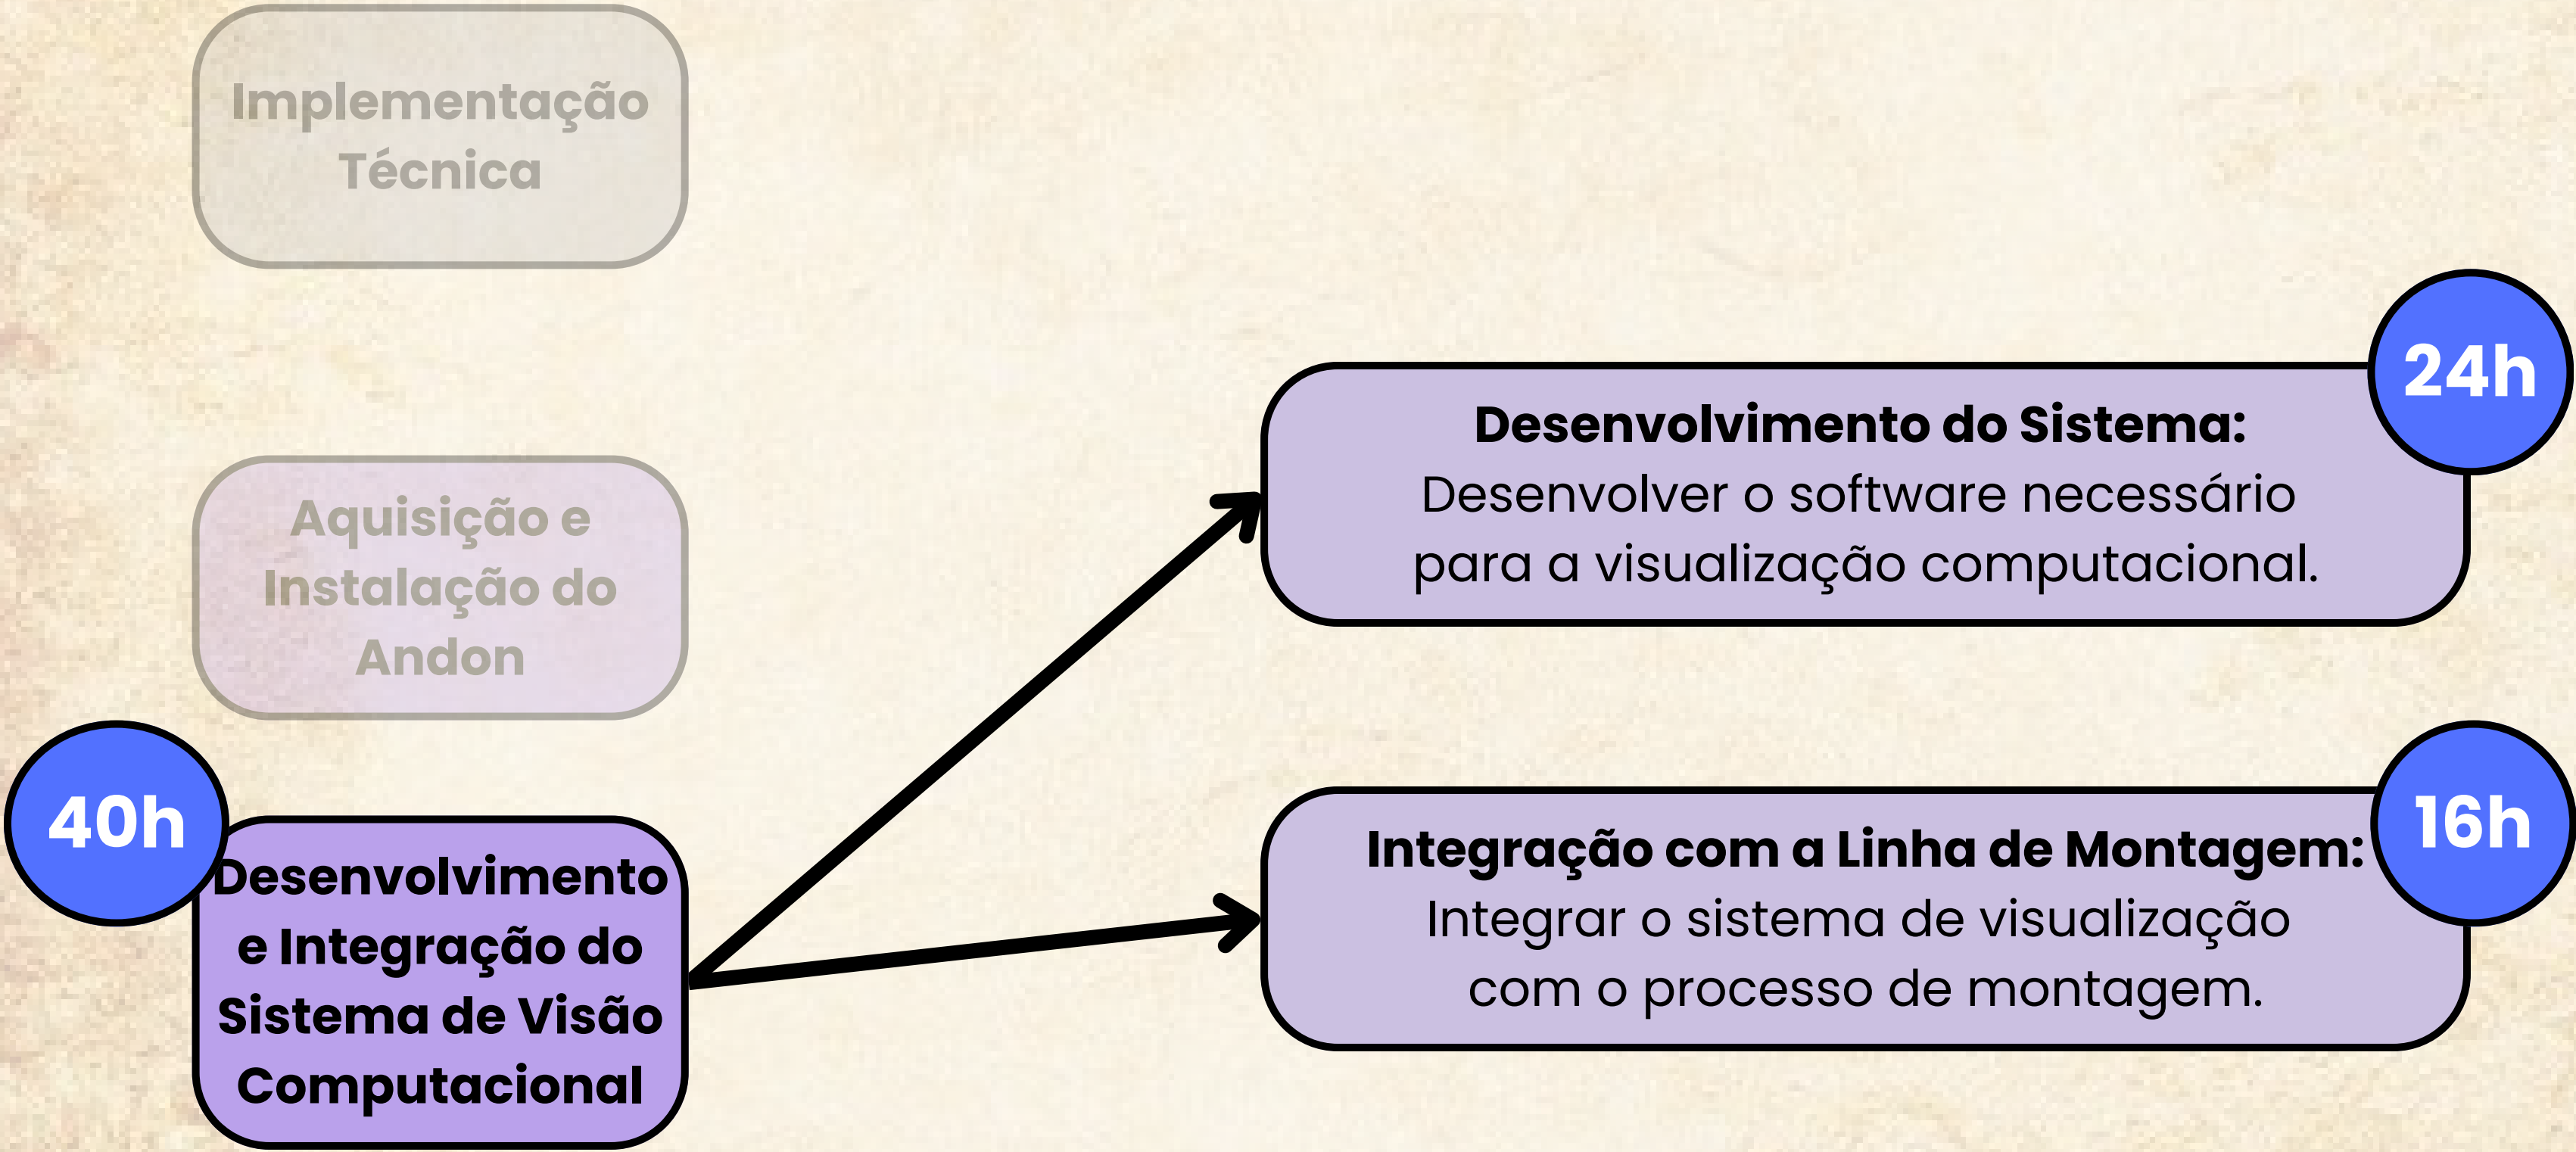 Implementação
Técnica
Aquisição e
Instalação do
Andon
40h
Desenvolvimento
e Integração do
Sistema de Visão
Computacional
24h
Desenvolvimento do Sistema:
Desenvolver o software necessário
para a visualização computacional.
16h
Integração com a Linha de Montagem:
Integrar o sistema de visualização
com o processo de montagem.